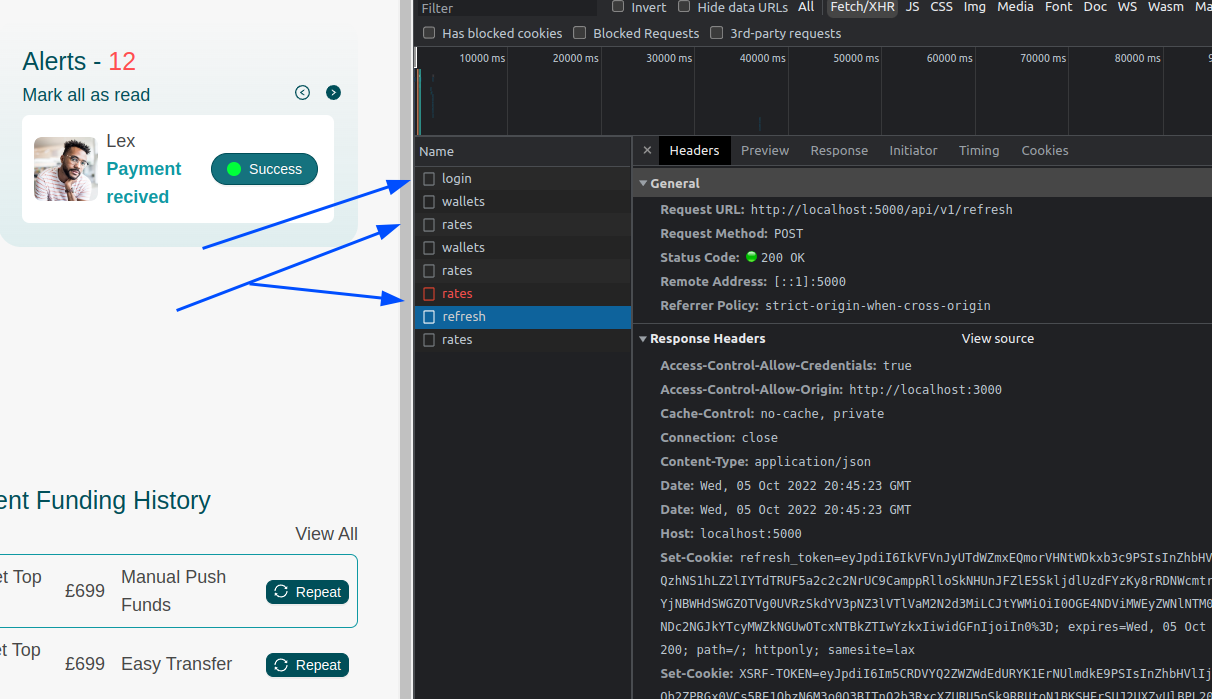 Filter
Invert
Hide data URLs
All
Fetch/XHR
JS
CSS
Img
Media
Font
Doc
WS
Wasm
Ma
Has blocked cookies
Blocked Requests
3rd-party requests
10000 ms
20000 ms
30000 ms
40000 ms
50000 ms
60000 ms
70000 ms
80000 ms
Alerts - 12
Mark all as read
Lex
Payment
recived
Success
ent Funding History
View All
et Top
£699
Manual Push
Funds
Repeat
et Top
£699
Easy Transfer
Repeat
Name
login
wallets
rates
wallets
rates
rates
refresh
rates
× Headers Preview Response Initiator Timing Cookies
General
Request URL: http://localhost:5000/api/v1/refresh
Request Method: POST
Status Code: 200 OK
Remote Address: [::1]:5000
Referrer Policy: strict-origin-when-cross-origin
Response Headers
View source
Access-Control-Allow-Credentials: true
Access-Control-Allow-Origin: http://localhost:3000
Cache-Control: no-cache, private
Connection: close
Content-Type: application/json
Date: Wed, 05 Oct 2022 20:45:23 GMT
Date: Wed, 05 Oct 2022 20:45:23 GMT
Host: localhost:5000
Set-Cookie: refresh_token=eyJpdiI6IkVFVnJyUTdWZmxEQmorVHNtWDkxb3c9PSIsInZhbHV
QzhNS1hLZ2lIYTdTRUF5a2c2c2NrUC9CamppRlloSkNHUnJFZlE5SkljdlUzdFYzKy8rRDNWcmtr
YjNBWHdSWGZOTVg0UVRzSkdYV3pNZ3lVTlVaM2N2d3MiLCJtYWMiOiI0OGE4NDViMWEyZWNlNTM0
NDc2NGJkYTcyMWZkNGUwOTcxNTBkZTIwYzkxIiwidGFnIjoiIn0%3D; expires=Wed, 05 Oct
200; path=/; httponly; samesite=lax
Set-Cookie: XSRF-TOKEN=eyJpdiI6Im5CRDVYQ2ZWZWdEdURYK1ErNUlmdkE9PSIsInZhbHVlIj